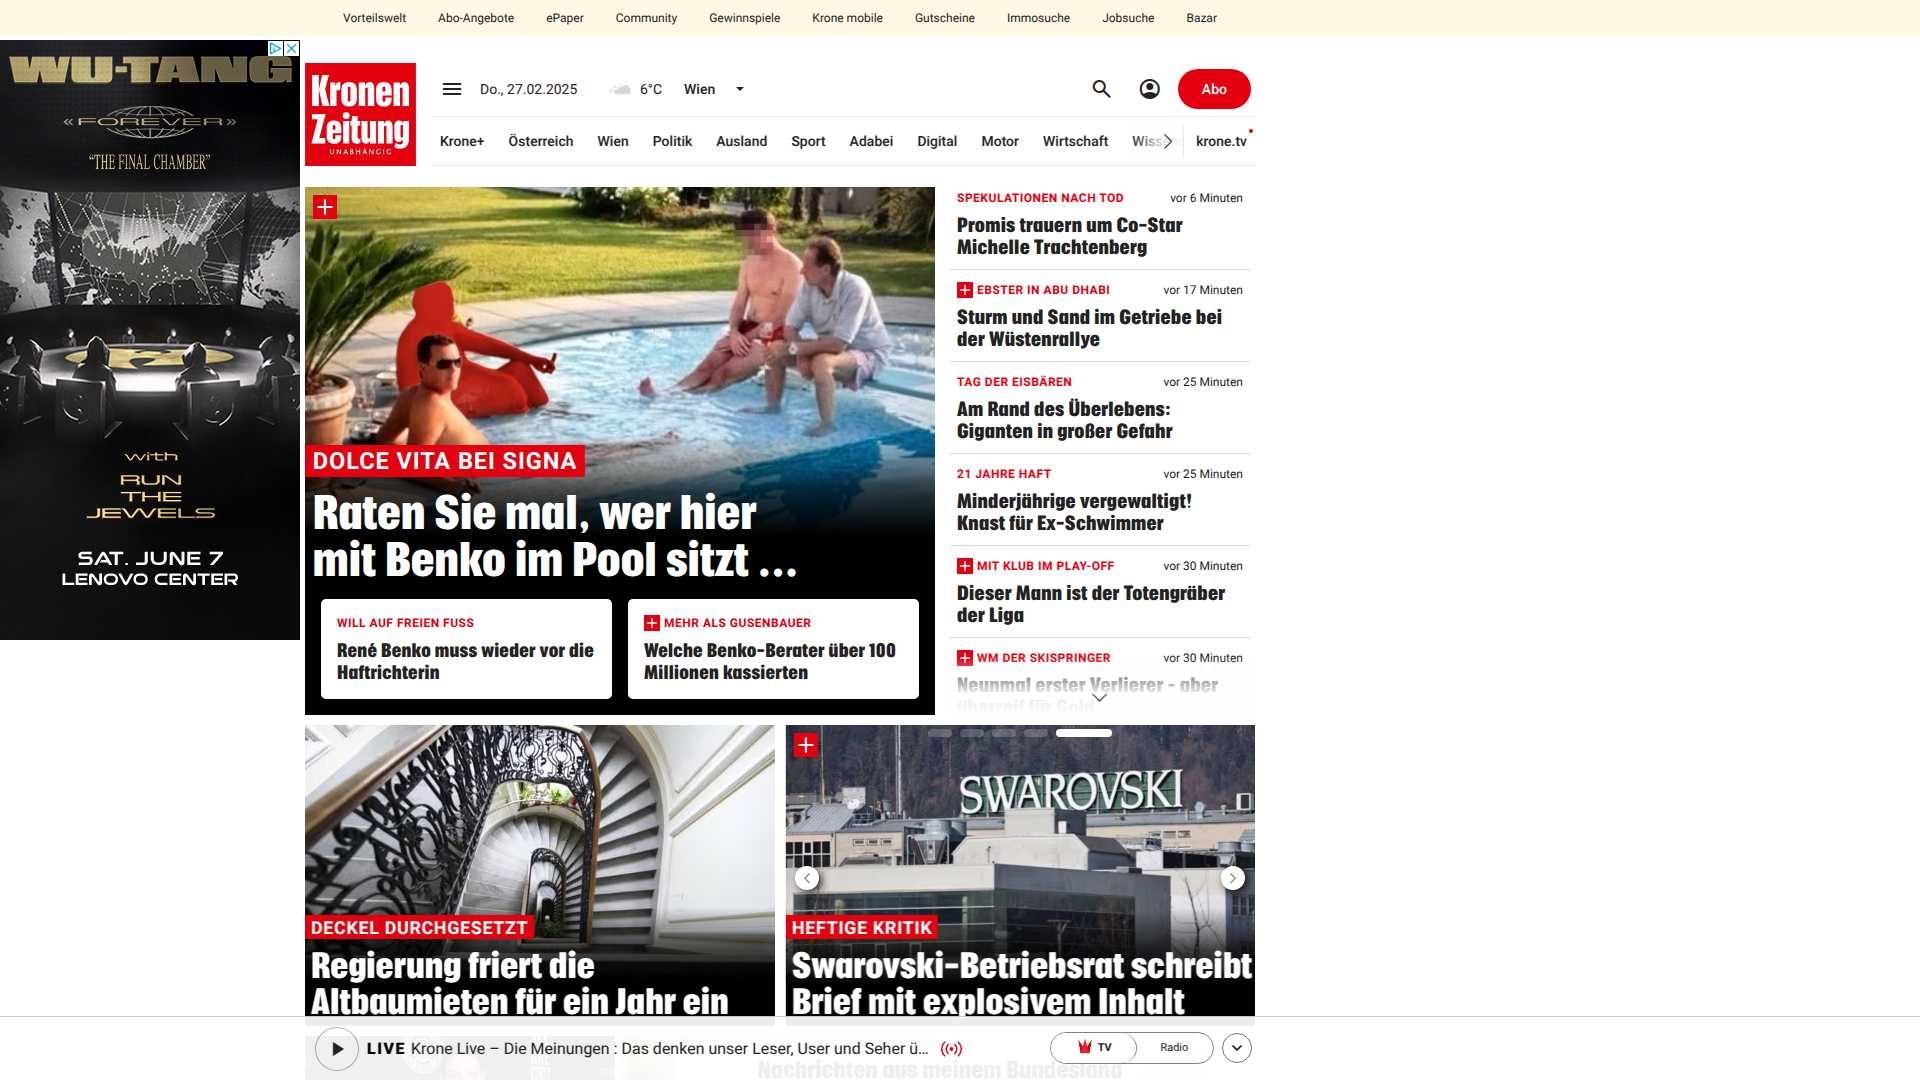 Vorteilswelt Abo-Angebote ePaper Community Gewinnspiele Krone mobile Gutscheine Immosuche Jobsuche Bazar
WU-TANG
«FOREVER»
“THE FINAL CHAMBER”
with
RUN
THE
JEWELS
SAT. JUNE 7
LENOVO CENTER
Kronen
Zeitung
UNABHÄNGIG
Do., 27.02.2025 6°C Wien Abo
Krone+ Österreich Wien Politik Ausland Sport Adabei Digital Motor Wirtschaft krone.tv
DOLCE VITA BEI SIGNA
Raten Sie mal, wer hier
mit Benko im Pool sitzt ...
WILL AUF FREIEN FUSS
René Benko muss wieder vor die
Haftrichterin
MEHR ALS GUSENBAUER
Welche Benko-Berater über 100
Millionen kassierten
SPEKULATIONEN NACH TOD vor 6 Minuten
Promis trauern um Co-Star
Michelle Trachtenberg
EBSTER IN ABU DHABI vor 17 Minuten
Sturm und Sand im Getriebe bei
der Wüstenrallye
TAG DER EISBÄREN vor 25 Minuten
Am Rand des Überlebens:
Giganten in großer Gefahr
21 JAHRE HAFT vor 25 Minuten
Minderjährige vergewaltigt!
Knast für Ex-Schwimmer
MIT KLUB IM PLAY-OFF vor 30 Minuten
Dieser Mann ist der Totengräber
der Liga
WM DER SKISPRINGER vor 30 Minuten
Neunmal erster Verlierer - aber
überreif für Gold
DECKEL DURCHGESETZT
Regierung friert die
Altbaumieten für ein Jahr ein
SWAROVSKI
HEFTIGE KRITIK
Swarovski-Betriebsrat schreibt
Brief mit explosivem Inhalt
LIVE Krone Live – Die Meinungen : Das denken unser Leser, User und Seher ü... TV Radio
Nachrichten aus meinem Bundesland